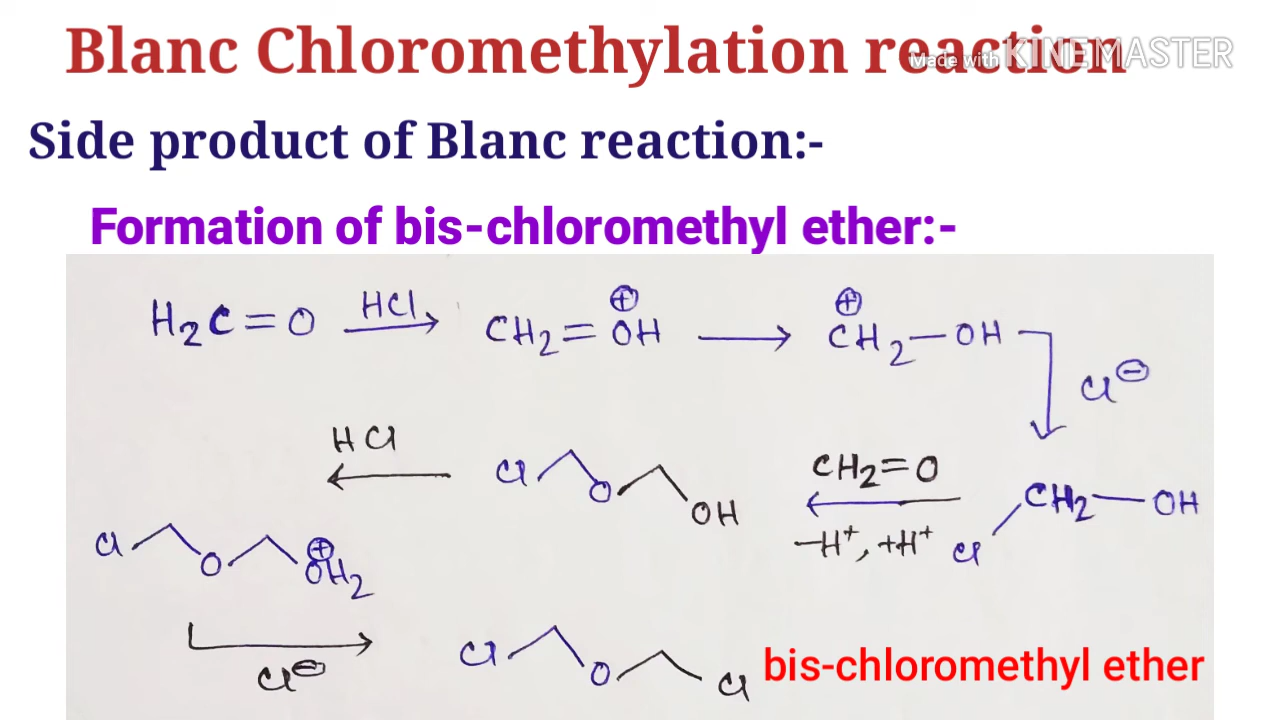 Blanc Chloromethylation reaction
Made with KINEMASTER
Side product of Blanc reaction:-
Formation of bis-chloromethyl ether:-
H₂C=O HCl CH₂=OH ⊕ ⊕ CH₂-OH
Cl⊖
HCl Cl O OH CH₂=O CH₂-OH
-H⁺, +H⁺ Cl
Cl O ⊕ OH₂
Cl⊖ Cl O Cl bis-chloromethyl ether